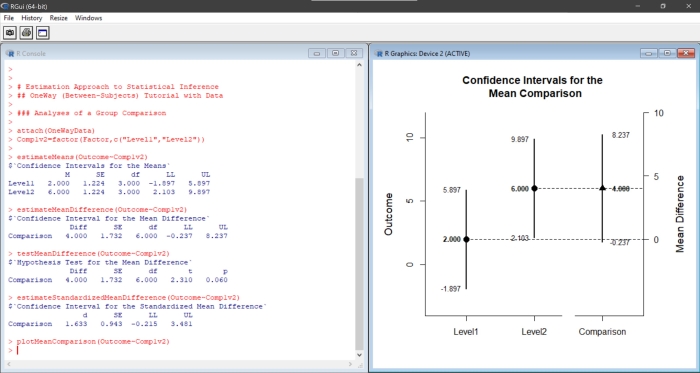 RGui (64-bit)
File History Resize Windows
R Console
>
>
> # Estimation Approach to Statistical Inference
> ## OneWay (Between-Subjects) Tutorial with Data
>
> ### Analyses of a Group Comparison
>
> attach(OneWayData)
> Complv2=factor(Factor,c("Level1","Level2"))
>
> estimateMeans(Outcome~Complv2)
$`Confidence Intervals for the Means`
M SE df LL UL
Level1 2.000 1.224 3.000 -1.897 5.897
Level2 6.000 1.224 3.000 2.103 9.897
> estimateMeanDifference(Outcome~Complv2)
$`Confidence Interval for the Mean Difference`
Diff SE df LL UL
Comparison 4.000 1.732 6.000 -0.237 8.237
> testMeanDifference(Outcome~Complv2)
$`Hypothesis Test for the Mean Difference`
Diff SE df t p
Comparison 4.000 1.732 6.000 2.310 0.060
> estimateStandardizedMeanDifference(Outcome~Complv2)
$`Confidence Interval for the Standardized Mean Difference`
d SE LL UL
Comparison 1.633 0.943 -0.215 3.481
> plotMeanComparison(Outcome~Complv2)
>
R Graphics: Device 2 (ACTIVE)
Confidence Intervals for the
Mean Comparison
Outcome
0 5 10
-1.897
2.000
5.897
2.103
6.000
9.897
-0.237
4.000
8.237
0 5 10
Mean Difference
Level1 Level2 Comparison